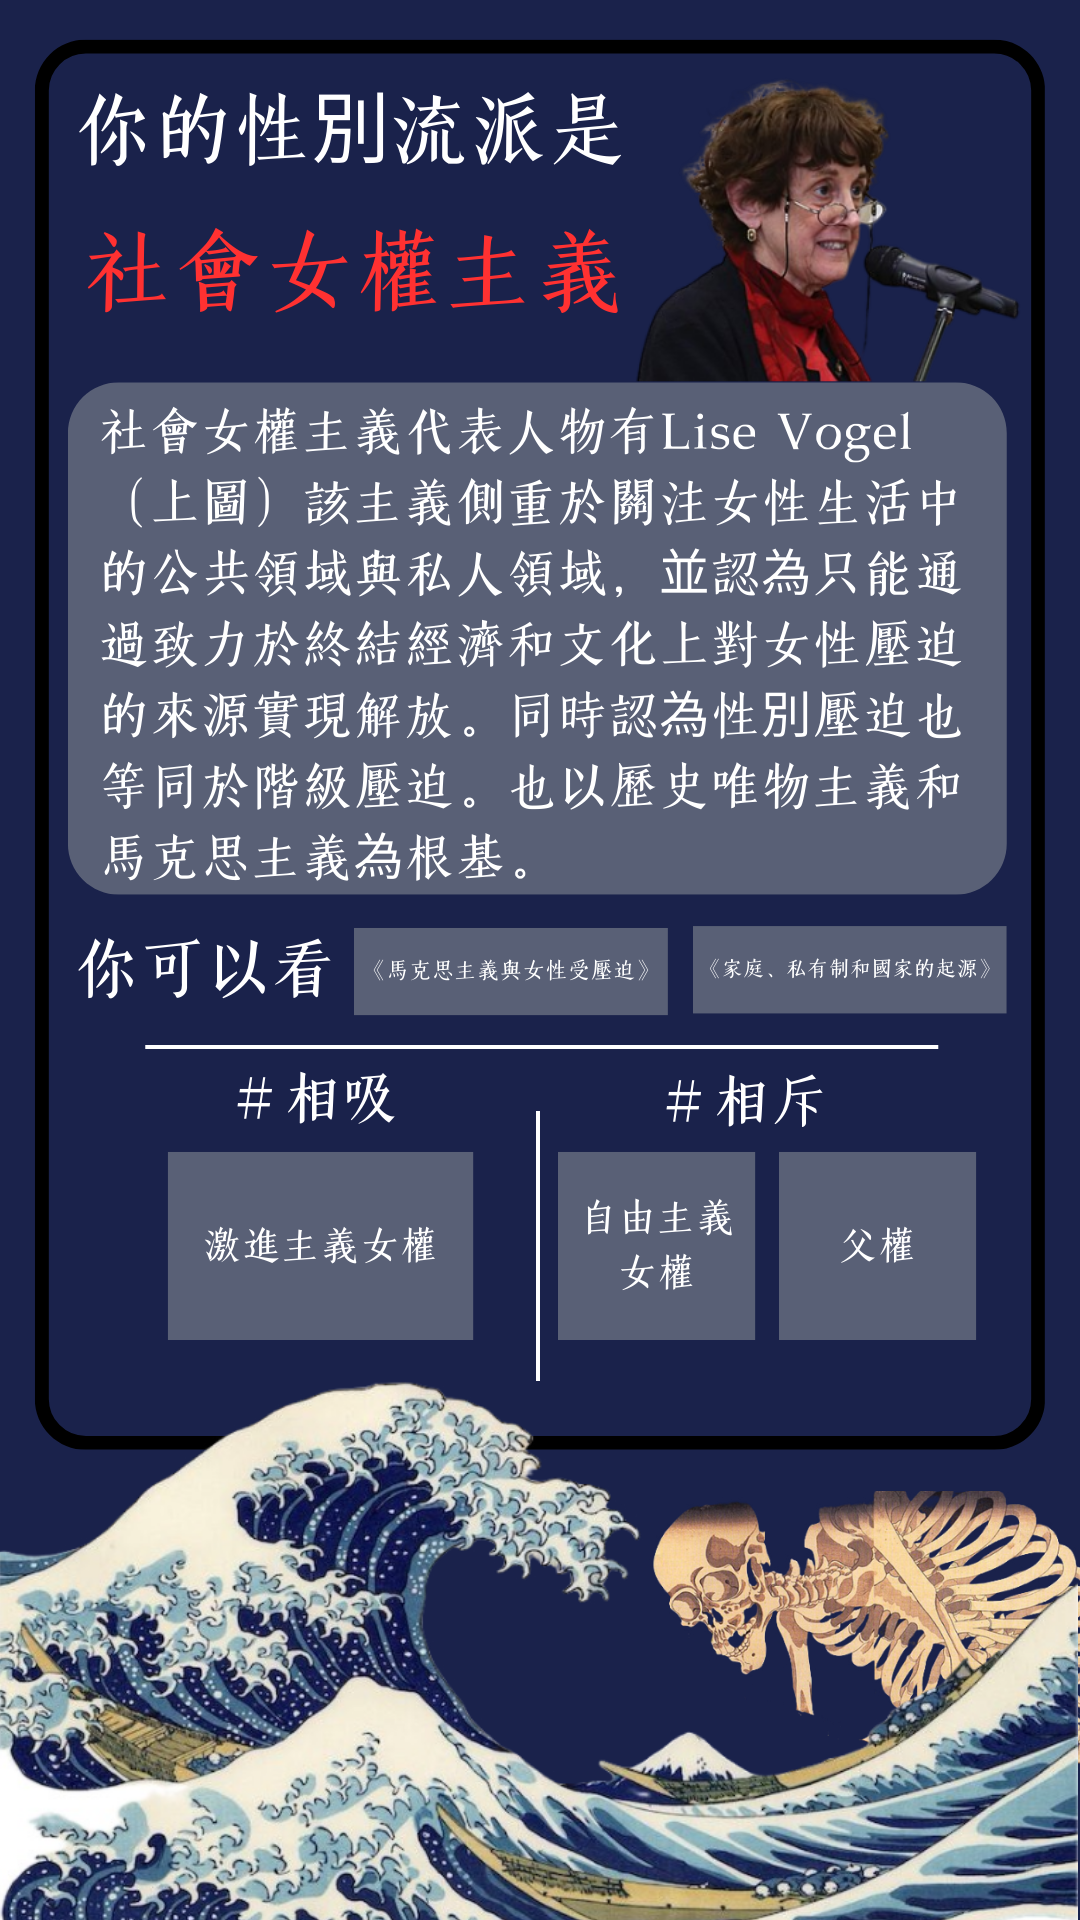 你的性別流派是
社會女權主義
社會女權主義代表人物有Lise Vogel
（上圖）該主義側重於關注女性生活中
的公共領域與私人領域，並認為只能通
過致力於終結經濟和文化上對女性壓迫
的來源實現解放。同時認為性別壓迫也
等同於階級壓迫。也以歷史唯物主義和
馬克思主義為根基。
你可以看
《馬克思主義與女性受壓迫》
《家庭、私有制和國家的起源》
# 相吸
# 相斥
激進主義女權
自由主義
女權
父權